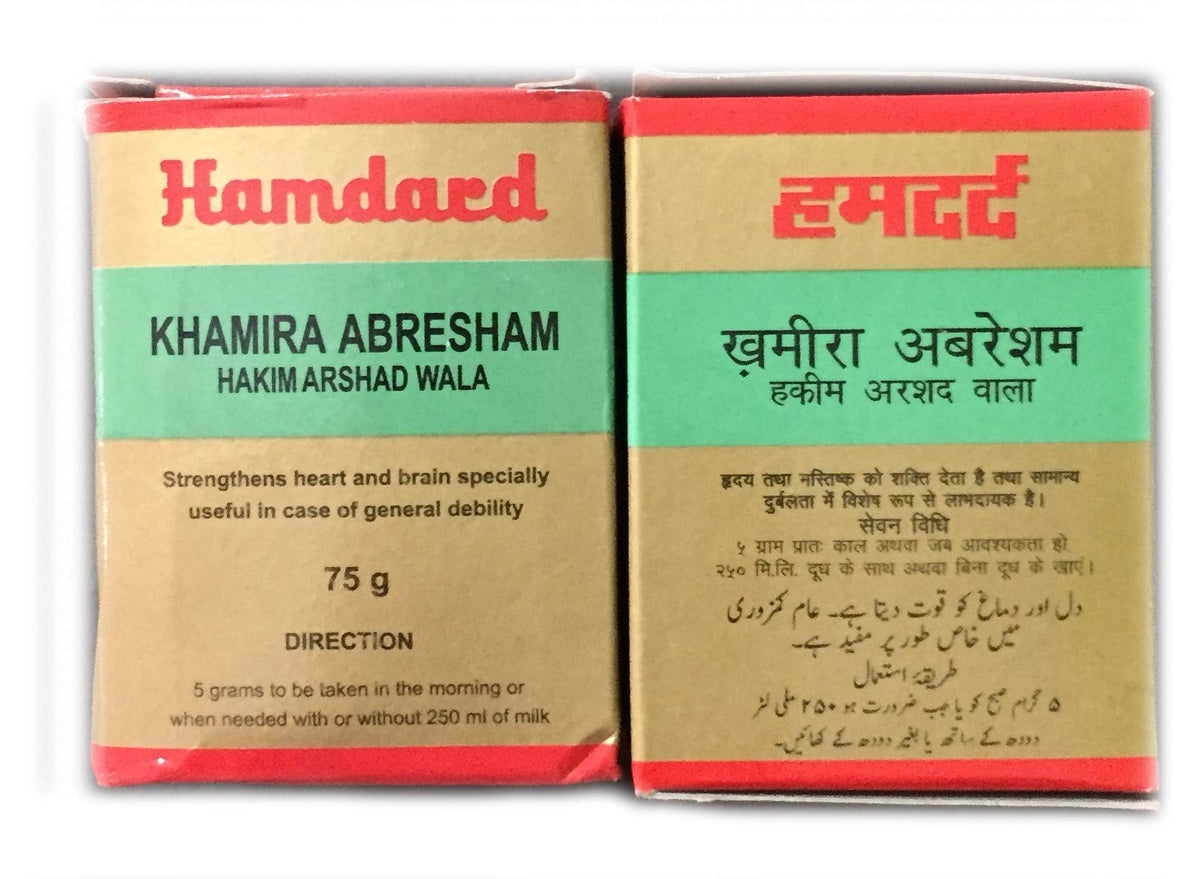 Hamdard
KHAMIRA ABRESHAM
HAKIM ARSHAD WALA
Strengthens heart and brain specially
useful in case of general debility
75 g
DIRECTION
5 grams to be taken in the morning or
when needed with or without 250 ml of milk
हमदर्द
ख़मीरा अबरेशम
हकीम अरशद वाला
हृदय तथा मस्तिष्क को शक्ति देता है तथा सामान्य
दुर्बलता में विशेष रूप से लाभदायक है।
सेवन विधि
५ ग्राम प्रातः काल अथवा जब आवश्यकता हो
२५० मि.लि. दूध के साथ अथवा बिना दूध के खाएं।
دل اور دماغ کو قوت دیتا ہے۔ عام کمزوری
میں خاص طور پر مفید ہے۔
طریقۂ استعمال
۵ گرام صبح کو یا جب ضرورت ہو ۲۵۰ ملی لٹر
دودھ کے ساتھ یا بغیر دودھ کے کھائیں۔